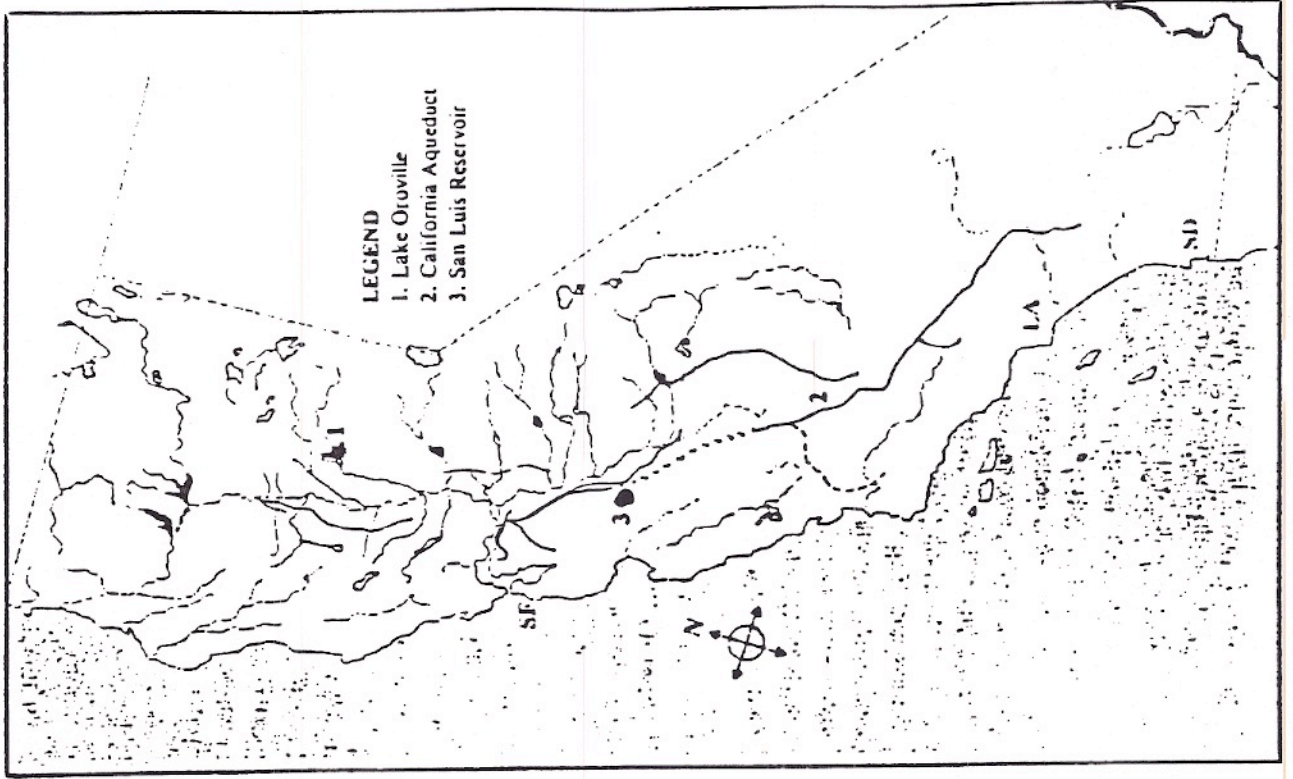 LEGEND
1. Lake Oroville
2. California Aqueduct
3. San Luis Reservoir
1
2
3
SF
LA
SD
N